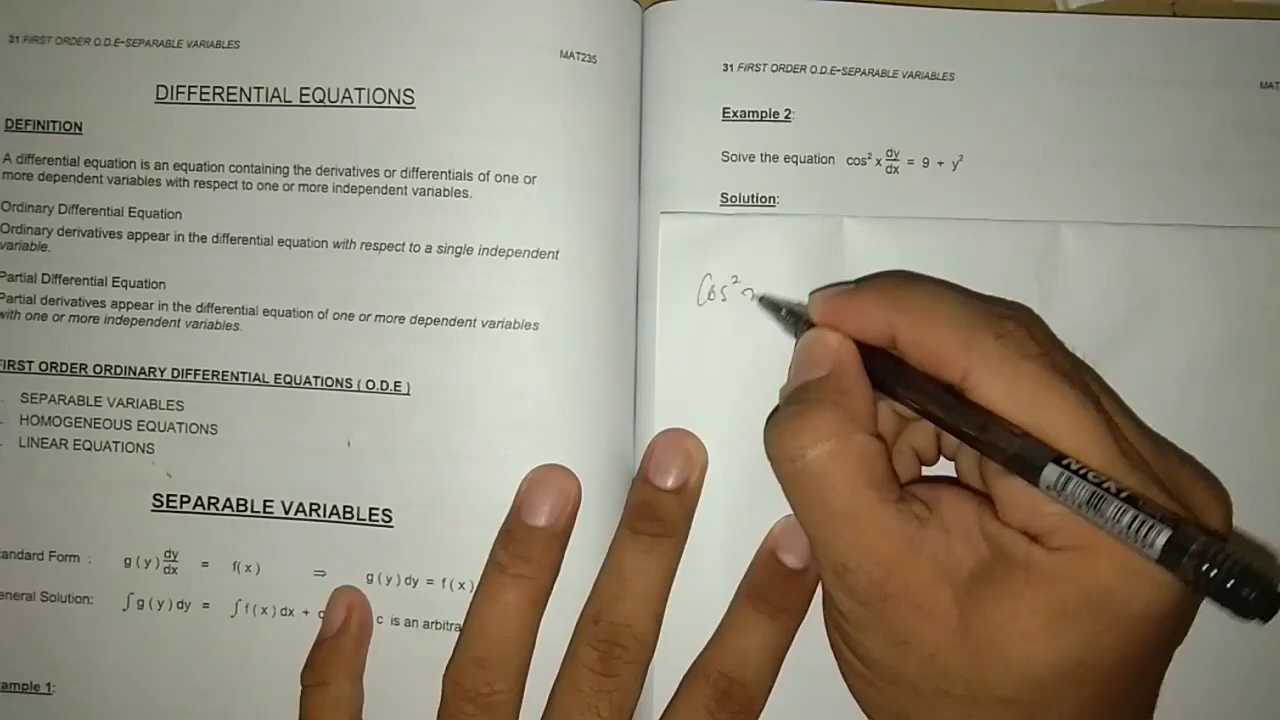 31 FIRST ORDER O.D.E-SEPARABLE VARIABLES
MAT235
DIFFERENTIAL EQUATIONS
DEFINITION
A differential equation is an equation containing the derivatives or differentials of one or
more dependent variables with respect to one or more independent variables.
Ordinary Differential Equation
Ordinary derivatives appear in the differential equation with respect to a single independent
variable.
Partial Differential Equation
Partial derivatives appear in the differential equation of one or more dependent variables
with one or more independent variables.
FIRST ORDER ORDINARY DIFFERENTIAL EQUATIONS ( O.D.E )
SEPARABLE VARIABLES
HOMOGENEOUS EQUATIONS
LINEAR EQUATIONS
SEPARABLE VARIABLES
Form : g ( y ) dy/dx = f( x ) ⇒ g ( y ) dy = f ( x )
General Solution: ∫ g ( y ) dy = ∫ f ( x ) dx + c is an
1:
31 FIRST ORDER O.D.E-SEPARABLE VARIABLES
MAT
Example 2:
Solve the equation cos² x dy/dx = 9 + y²
Solution:
Cos²
NICKY